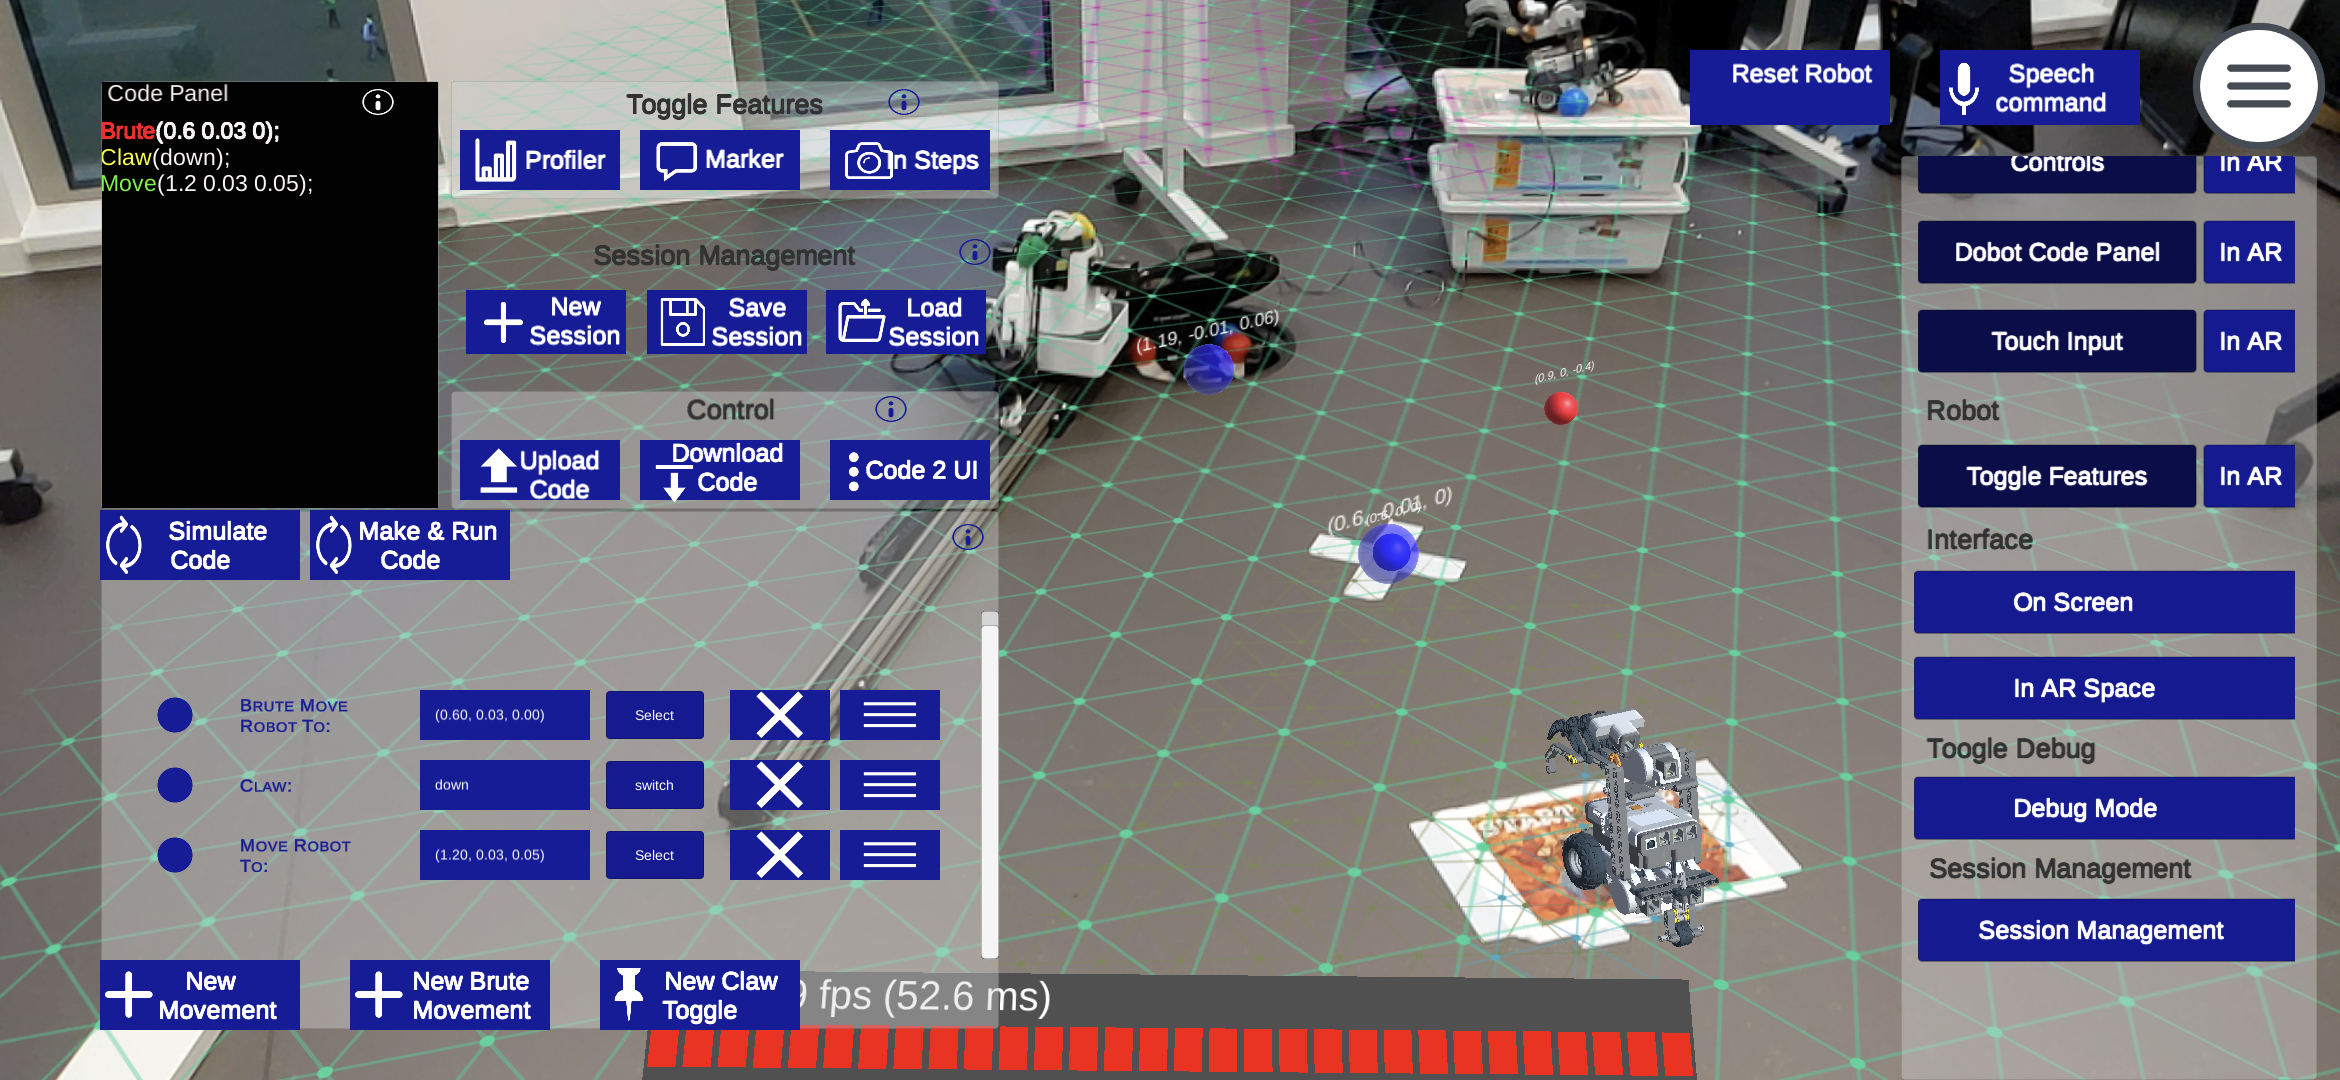 Code Panel
Brute(0.6 0.03 0);
Claw(down);
Move(1.2 0.03 0.05);
Toggle Features
Profiler
Marker
In Steps
Session Management
New
Session
Save
Session
Load
Session
Control
Upload
Code
Download
Code
Code 2 UI
Simulate
Code
Make & Run
Code
BRUTE MOVE
ROBOT TO:
(0.60, 0.03, 0.00)
Select
CLAW:
down
switch
MOVE ROBOT
TO:
(1.20, 0.03, 0.05)
Select
New
Movement
New Brute
Movement
New Claw
Toggle
fps (52.6 ms)
(1.19, -0.01, 0.06)
(0.9, 0, -0.4)
(0.6, -0.01, 0)
Reset Robot
Speech
command
Controls
In AR
Dobot Code Panel
In AR
Touch Input
In AR
Robot
Toggle Features
In AR
Interface
On Screen
In AR Space
Toogle Debug
Debug Mode
Session Management
Session Management